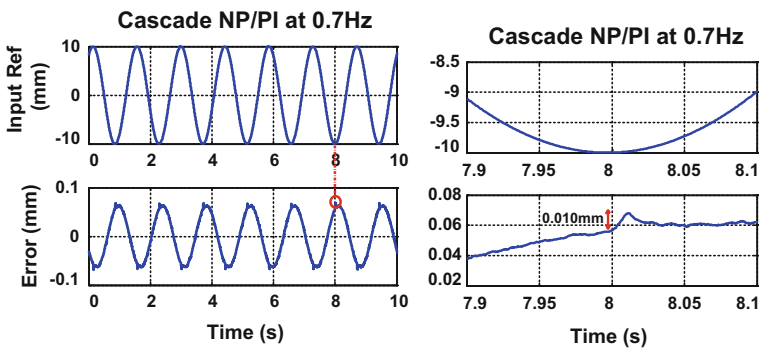 Cascade NP/PI at 0.7Hz
Input Ref
(mm)
10
0
-10
0 2 4 6 8 10
Error (mm)
0.1
0
-0.1
0 2 4 6 8 10
Time (s)
Cascade NP/PI at 0.7Hz
-8.5
-9
-9.5
-10
7.9 7.95 8 8.05 8.1
0.08
0.06
0.04
0.02
0.010mm
7.9 7.95 8 8.05 8.1
Time (s)